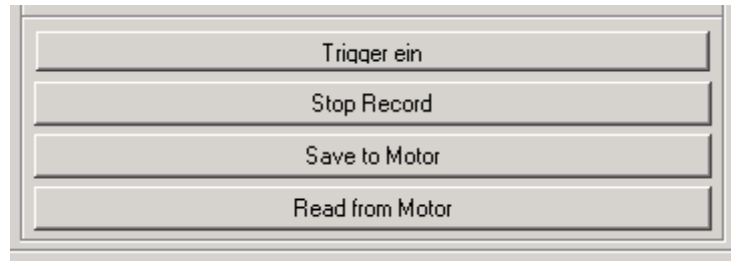 Trigger ein
Stop Record
Save to Motor
Read from Motor